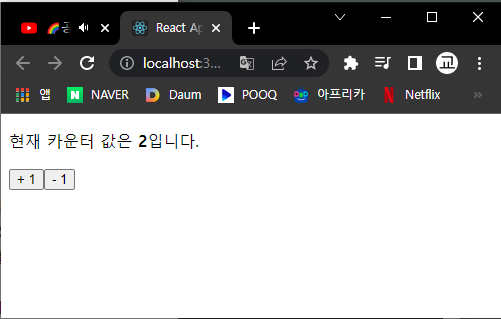 React Ap
localhost:3...
앱 NAVER Daum POOQ 아프리카 Netflix
현재 카운터 값은 2입니다.
+ 1 - 1